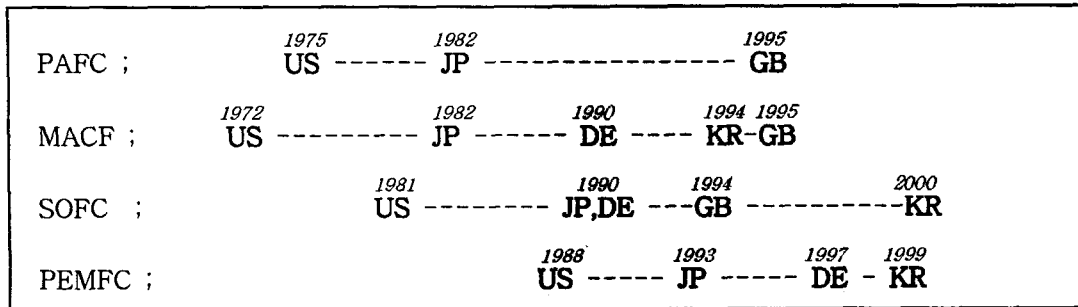 1975 1982 1995
PAFC ; US ------ JP ----------------- GB
1972 1982 1990 1994 1995
MACF ; US --------- JP ------ DE ---- KR-GB
1981 1990 1994 2000
SOFC ; US -------- JP,DE ---GB ----------KR
1988 1993 1997 1999
PEMFC ; US ----- JP ----- DE - KR